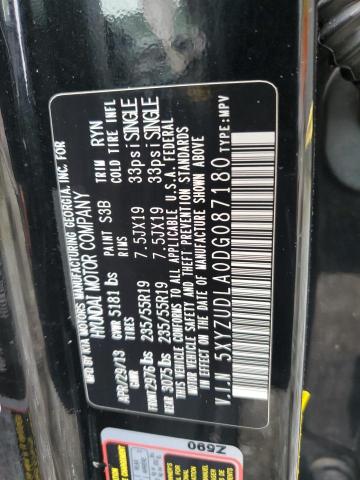 MFD. BY KIA MOTORS MANUFACTURING GEORGIA, INC. FOR
HYUNDAI MOTOR COMPANY
APR/29/13 PAINT S3B TRIM RYN
GVWR 5181 lbs
GAWR TIRES RIMS COLD TIRE INFL
FRONT 2976 lbs 235/55R19 7.5JX19 33psi SINGLE
REAR 3075 lbs 235/55R19 7.5JX19 33psi SINGLE
THIS VEHICLE CONFORMS TO ALL APPLICABLE U.S.A. FEDERAL
MOTOR VEHICLE SAFETY AND THEFT PREVENTION STANDARDS
IN EFFECT ON THE DATE OF MANUFACTURE SHOWN ABOVE.
V.I.N: 5XYZUDLA0DG087180 TYPE:MPV
Z590